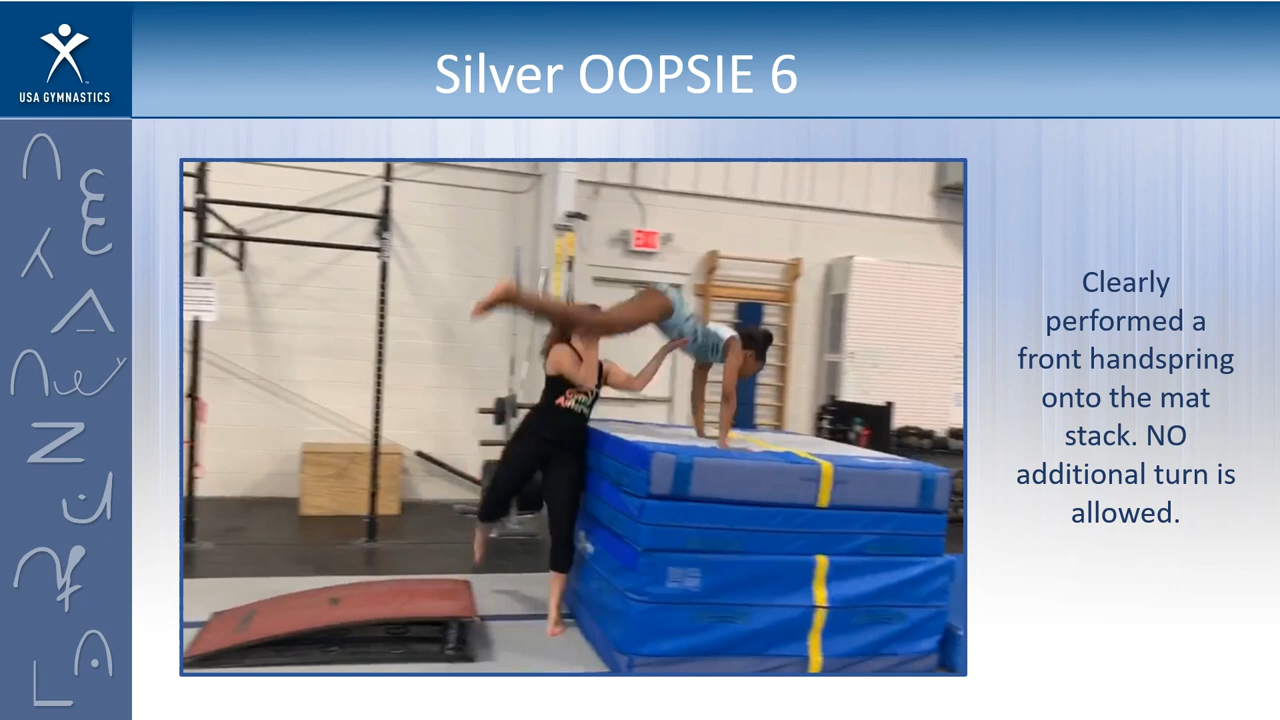 Silver OOPSIE 6
USA GYMNASTICS
EXIT
Clearly
performed a
front handspring
onto the mat
stack. NO
additional turn is
allowed.